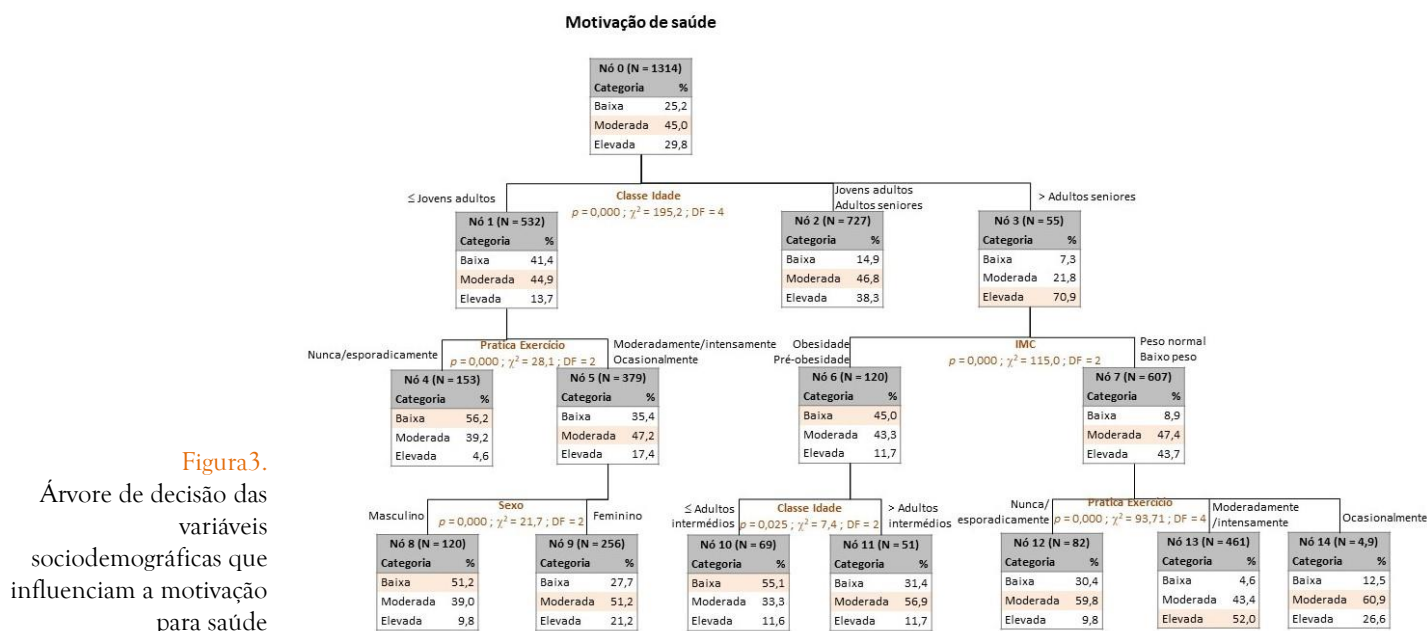 Motivação de saúde
Nó 0 (N = 1314)
Categoria %
Baixa 25,2
Moderada 45,0
Elevada 29,8
Classe Idade
p = 0,000 ; χ² = 195,2 ; DF = 4
≤ Jovens adultos
Jovens adultos
Adultos seniores
> Adultos seniores
Nó 1 (N = 532)
Categoria %
Baixa 41,4
Moderada 44,9
Elevada 13,7
Nó 2 (N = 727)
Categoria %
Baixa 14,9
Moderada 46,8
Elevada 38,3
Nó 3 (N = 55)
Categoria %
Baixa 7,3
Moderada 21,8
Elevada 70,9
Nunca/esporadicamente
Pratica Exercício
p = 0,000 ; χ² = 28,1 ; DF = 2
Moderadamente/intensamente
Ocasionalmente
Obesidade
Pré-obesidade
IMC
p = 0,000 ; χ² = 115,0 ; DF = 2
Peso normal
Baixo peso
Nó 4 (N = 153)
Categoria %
Baixa 56,2
Moderada 39,2
Elevada 4,6
Nó 5 (N = 379)
Categoria %
Baixa 35,4
Moderada 47,2
Elevada 17,4
Nó 6 (N = 120)
Categoria %
Baixa 45,0
Moderada 43,3
Elevada 11,7
Nó 7 (N = 607)
Categoria %
Baixa 8,9
Moderada 47,4
Elevada 43,7
Masculino
Sexo
p = 0,000 ; χ² = 21,7 ; DF = 2
Feminino
≤ Adultos
intermédios
Classe Idade
p = 0,025 ; χ² = 7,4 ; DF = 2
> Adultos
intermédios
Nunca/
esporadicamente
Pratica Exercício
p = 0,000 ; χ² = 93,71 ; DF = 4
Moderadamente
/intensamente
Ocasionalmente
Nó 8 (N = 120)
Categoria %
Baixa 51,2
Moderada 39,0
Elevada 9,8
Nó 9 (N = 256)
Categoria %
Baixa 27,7
Moderada 51,2
Elevada 21,2
Nó 10 (N = 69)
Categoria %
Baixa 55,1
Moderada 33,3
Elevada 11,6
Nó 11 (N = 51)
Categoria %
Baixa 31,4
Moderada 56,9
Elevada 11,7
Nó 12 (N = 82)
Categoria %
Baixa 30,4
Moderada 59,8
Elevada 9,8
Nó 13 (N = 461)
Categoria %
Baixa 4,6
Moderada 43,4
Elevada 52,0
Nó 14 (N = 4,9)
Categoria %
Baixa 12,5
Moderada 60,9
Elevada 26,6
Figura3.
Árvore de decisão das
variáveis
sociodemográficas que
influenciam a motivação
para saúde